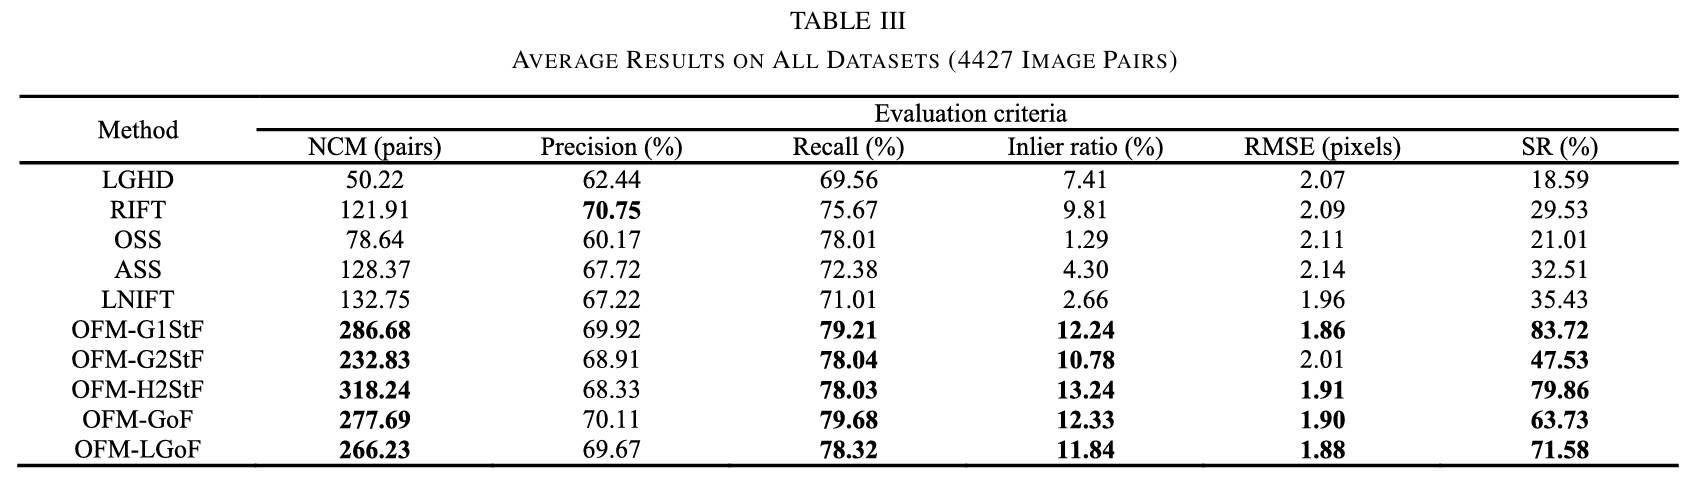 TABLE III
AVERAGE RESULTS ON ALL DATASETS (4427 IMAGE PAIRS)
Method Evaluation criteria
NCM (pairs) Precision (%) Recall (%) Inlier ratio (%) RMSE (pixels) SR (%)
LGHD 50.22 62.44 69.56 7.41 2.07 18.59
RIFT 121.91 70.75 75.67 9.81 2.09 29.53
OSS 78.64 60.17 78.01 1.29 2.11 21.01
ASS 128.37 67.72 72.38 4.30 2.14 32.51
LNIFT 132.75 67.22 71.01 2.66 1.96 35.43
OFM-G1StF 286.68 69.92 79.21 12.24 1.86 83.72
OFM-G2StF 232.83 68.91 78.04 10.78 2.01 47.53
OFM-H2StF 318.24 68.33 78.03 13.24 1.91 79.86
OFM-GoF 277.69 70.11 79.68 12.33 1.90 63.73
OFM-LGoF 266.23 69.67 78.32 11.84 1.88 71.58